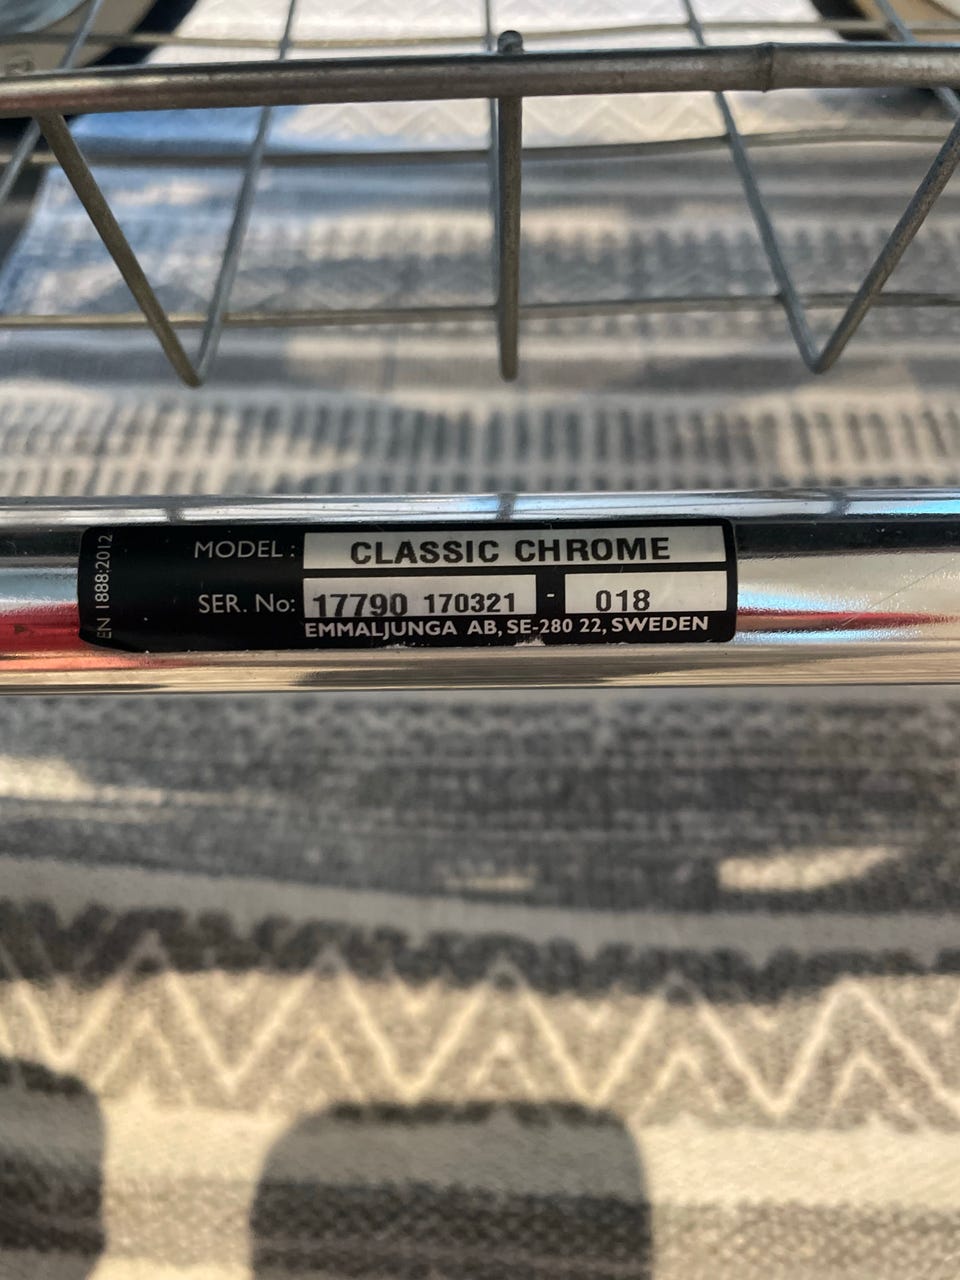 EN 1888:2012
MODEL : CLASSIC CHROME
SER. No: 17790 170321 - 018
EMMALJUNGA AB, SE-280 22, SWEDEN